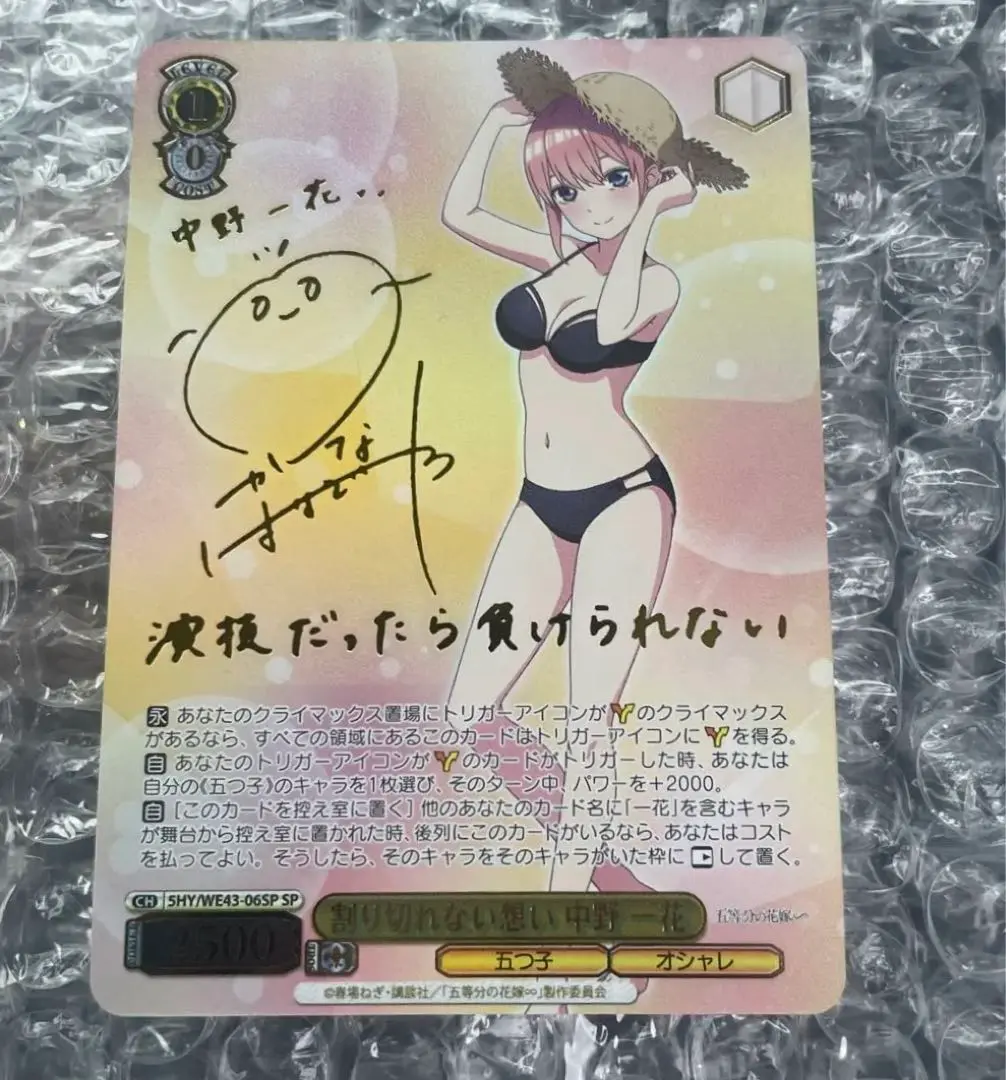 LEVEL
1
0
COST
中野 一花
かな
はなざわ
演技だったら負けられない
永 あなたのクライマックス置場にトリガーアイコンがのクライマックス
があるなら、すべての領域にあるこのカードはトリガーアイコンにを得る。
自 あなたのトリガーアイコンがのカードがトリガーした時、あなたは
自分の《五つ子》のキャラを1枚選び、そのターン中、パワーを+2000。
自 [このカードを控え室に置く] 他のあなたのカード名に「一花」を含むキャラ
が舞台から控え室に置かれた時、後列にこのカードがいるなら、あなたはコスト
を払ってよい。そうしたら、そのキャラをそのキャラがいた枠にして置く。
CH 5HY/WE43-06SP SP
割り切れない想い 中野 一花
五等分の花嫁∽
2500
五つ子 オシャレ
©春場ねぎ・講談社/「五等分の花嫁∽」製作委員会